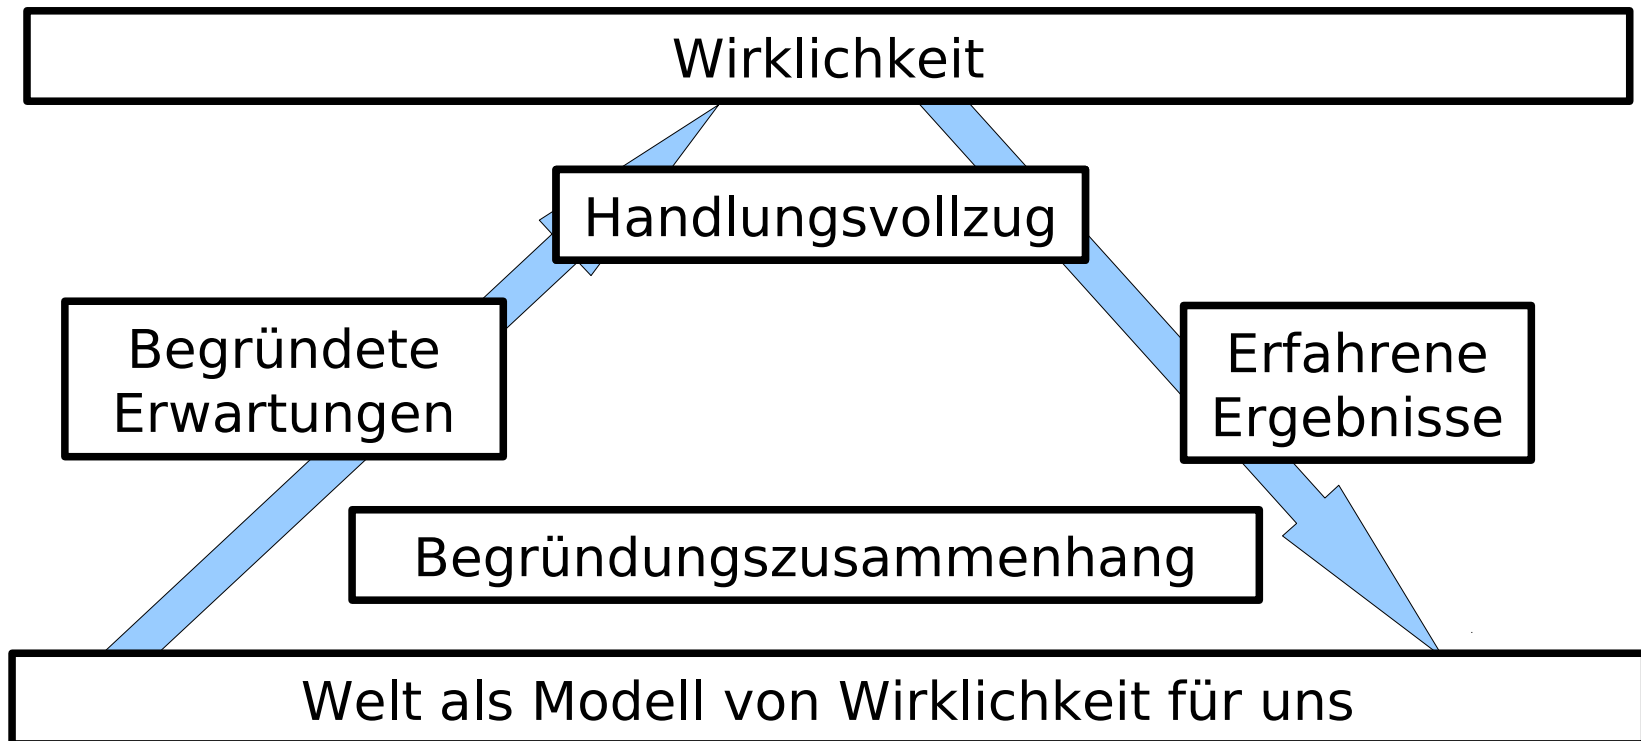 Wirklichkeit
Handlungsvollzug
Begründete
Erwartungen
Erfahrene
Ergebnisse
Begründungszusammenhang
Welt als Modell von Wirklichkeit für uns